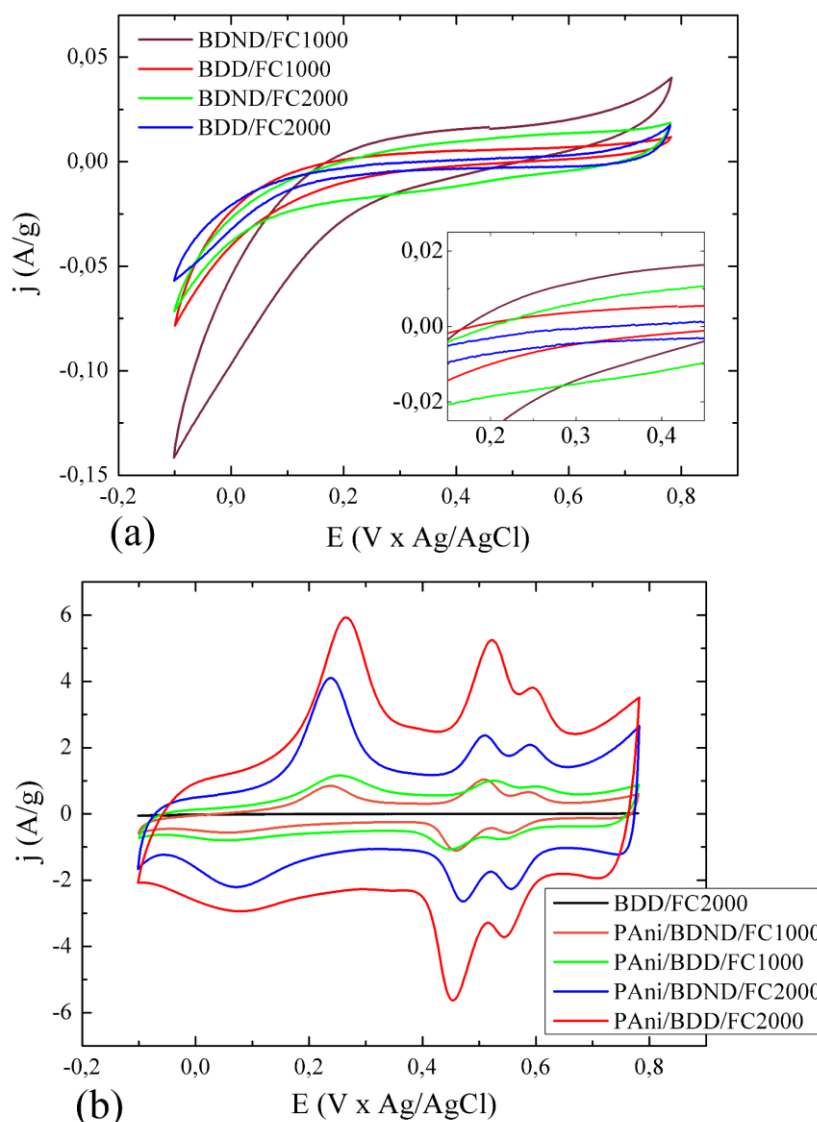 0,05
0,00
-0,05
-0,10
-0,15
j (A/g)
BDND/FC1000
BDD/FC1000
BDND/FC2000
BDD/FC2000
0,02
0,00
-0,02
0,2 0,3 0,4
-0,2 0,0 0,2 0,4 0,6 0,8
(a)
E (V x Ag/AgCl)
6
4
2
0
-2
-4
-6
j (A/g)
BDD/FC2000
PAni/BDND/FC1000
PAni/BDD/FC1000
PAni/BDND/FC2000
PAni/BDD/FC2000
-0,2 0,0 0,2 0,4 0,6 0,8
(b)
E (V x Ag/AgCl)